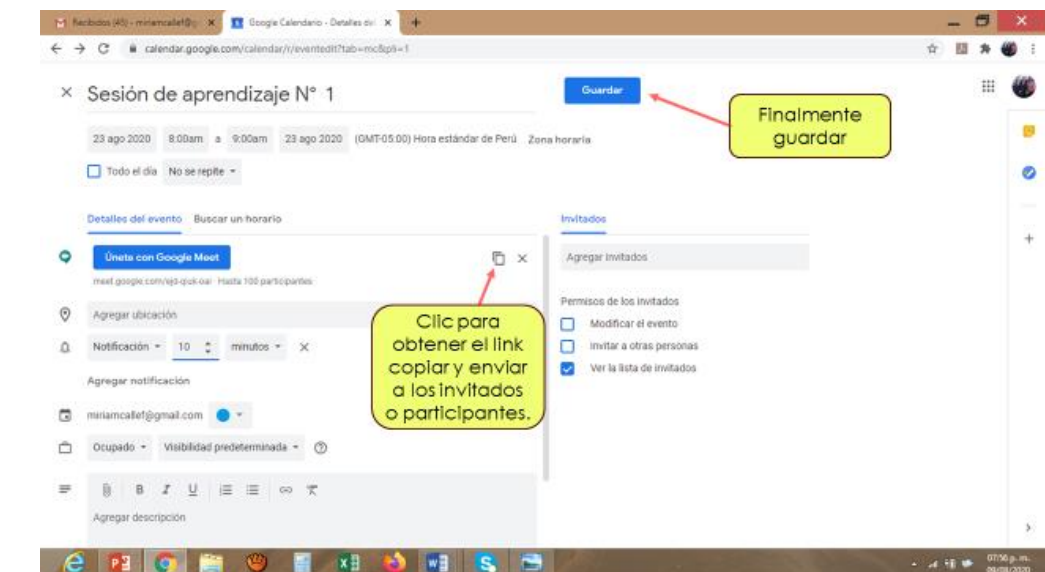 Recibidos (45) - miriamcallef@g
Google Calendario - Detalles del
calendar.google.com/calendar/r/eventedit?tab=mc&pli=1
Sesión de aprendizaje N° 1
Guardar
Finalmente
guardar
23 ago 2020 8:00am a 9:00am 23 ago 2020 (GMT-05:00) Hora estándar de Perú Zona horaria
Todo el día No se repite
Detalles del evento Buscar un horario
Invitados
Únete con Google Meet
Agregar invitados
Hasta 100 participantes
Agregar ubicación
Clic para
obtener el link
copiar y enviar
a los invitados
o participantes.
Permisos de los invitados
Modificar el evento
Invitar a otras personas
Ver la lista de invitados
Notificación 10 minutos
Agregar notificación
miriamcallef@gmail.com
Ocupado Visibilidad predeterminada
B I U
Agregar descripción
07:56 p. m.
09/08/2020